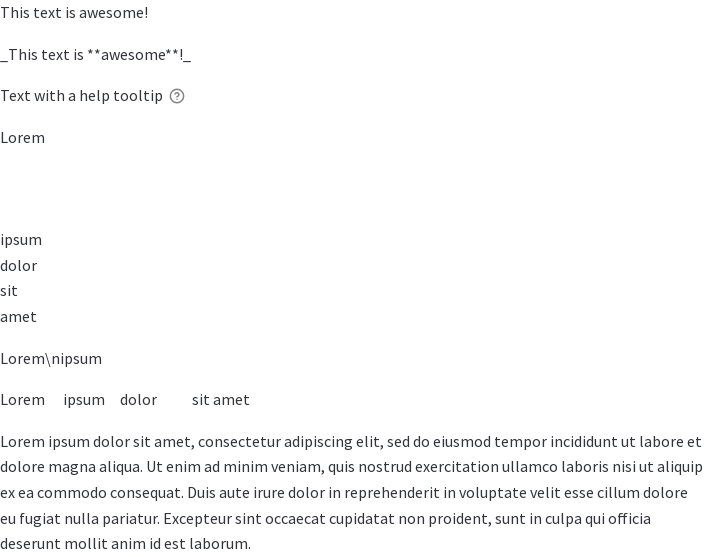 This text is awesome!
_This text is **awesome**!_
Text with a help tooltip
Lorem
ipsum
dolor
sit
amet
Lorem\nipsum
Lorem    ipsum   dolor        sit amet
Lorem ipsum dolor sit amet, consectetur adipiscing elit, sed do eiusmod tempor incididunt ut labore et
dolore magna aliqua. Ut enim ad minim veniam, quis nostrud exercitation ullamco laboris nisi ut aliquip
ex ea commodo consequat. Duis aute irure dolor in reprehenderit in voluptate velit esse cillum dolore
eu fugiat nulla pariatur. Excepteur sint occaecat cupidatat non proident, sunt in culpa qui officia
deserunt mollit anim id est laborum.